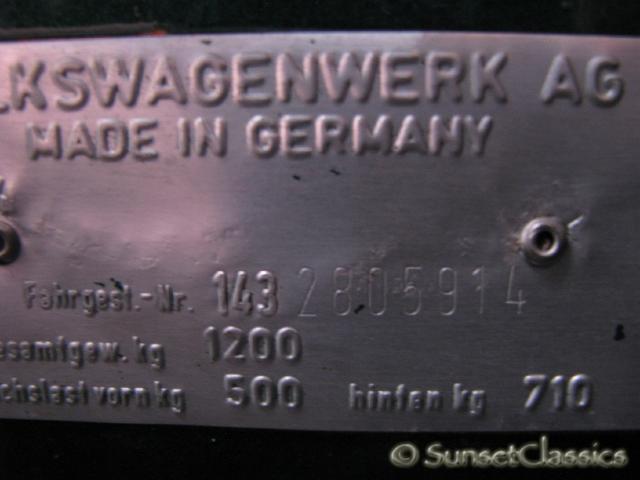 LKSWAGENWERK AG
MADE IN GERMANY
Fahrgest.-Nr. 143 2805914
esamtgew. kg 1200
chslast vorn kg 500 hinten kg 710
© SunsetClassics